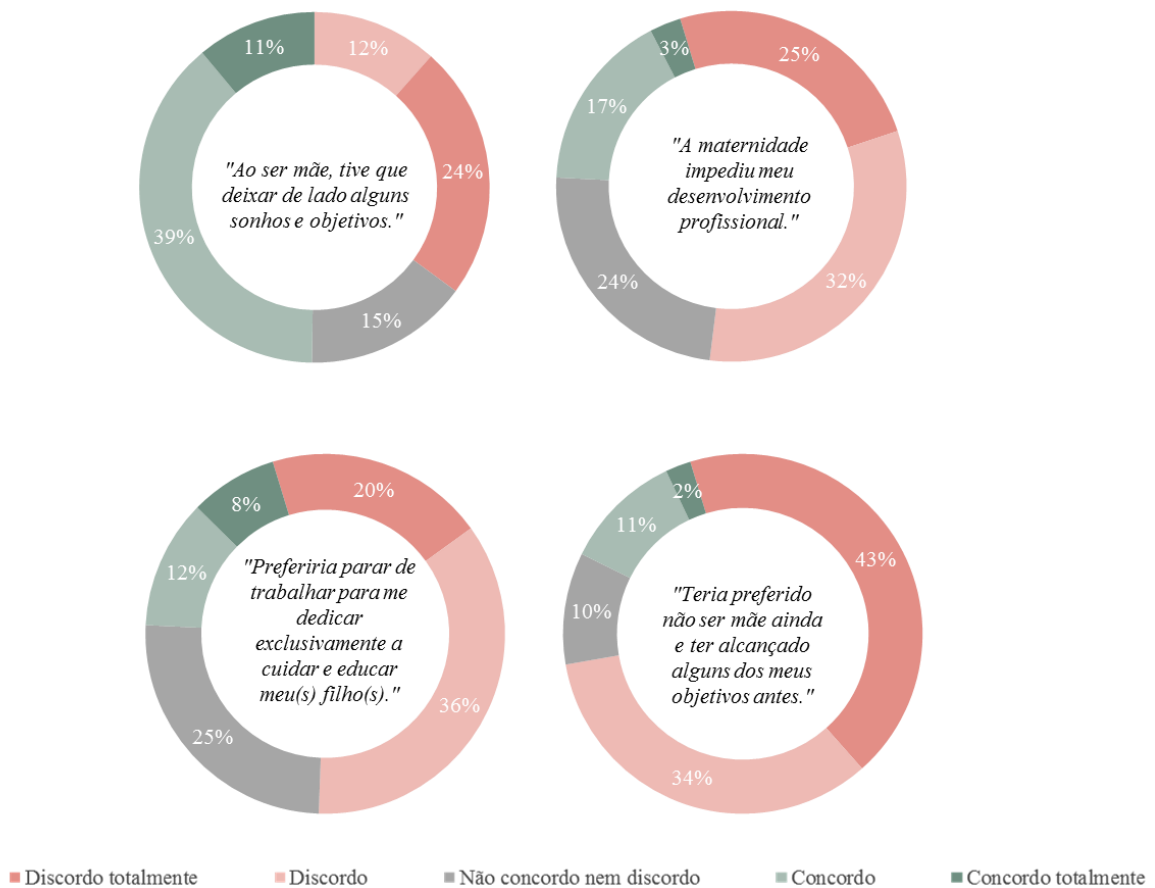 11%
12%
24%
15%
39%
"Ao ser mãe, tive que
deixar de lado alguns
sonhos e objetivos."
3%
25%
17%
24%
32%
"A maternidade
impediu meu
desenvolvimento
profissional."
8%
20%
12%
25%
36%
"Preferiria parar de
trabalhar para me
dedicar
exclusivamente a
cuidar e educar
meu(s) filho(s)."
2%
11%
43%
10%
34%
"Teria preferido
não ser mãe ainda
e ter alcançado
alguns dos meus
objetivos antes."
Discordo totalmente
Discordo
Não concordo nem discordo
Concordo
Concordo totalmente